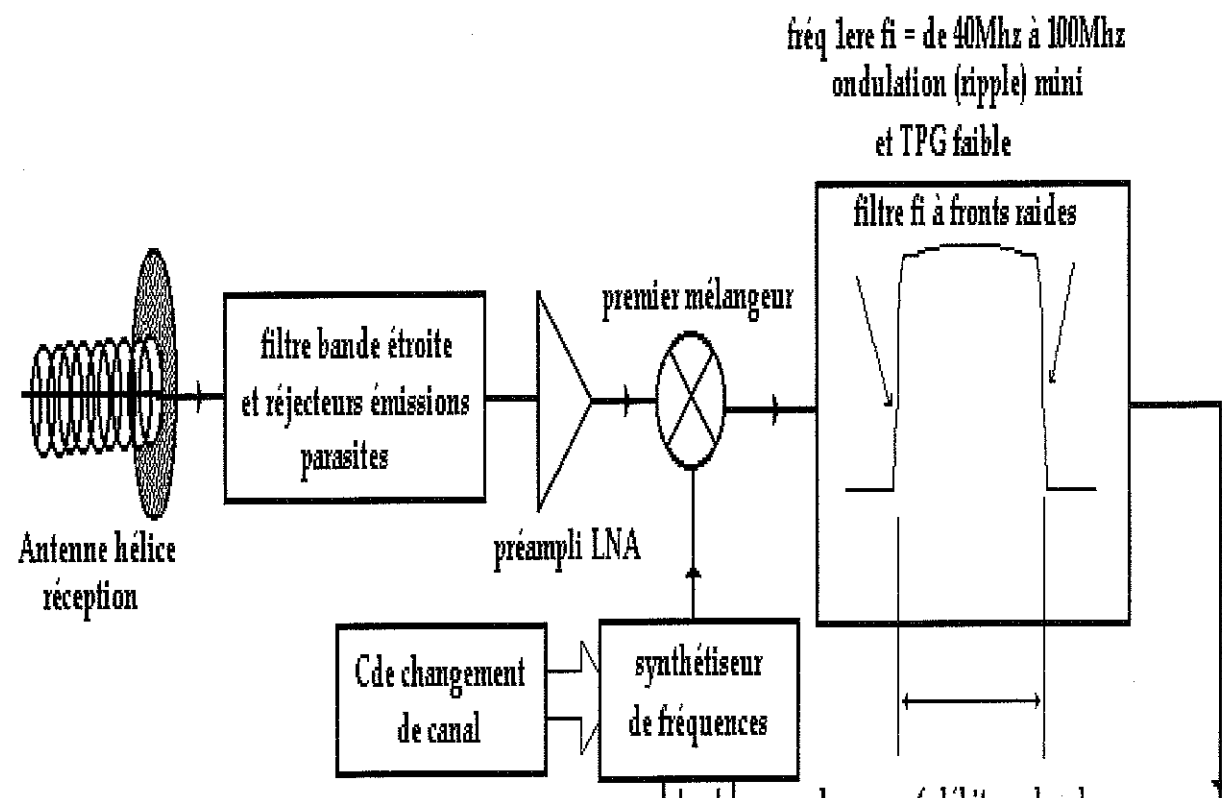 fréq 1ere fi = de 40Mhz à 100Mhz
ondulation (ripple) mini
et TPG faible
filtre fi à fronts raides
premier mélangeur
filtre bande étroite
et réjecteurs émissions
parasites
préampli LNA
Antenne hélice
réception
Cde changement
de canal
synthétiseur
de fréquences